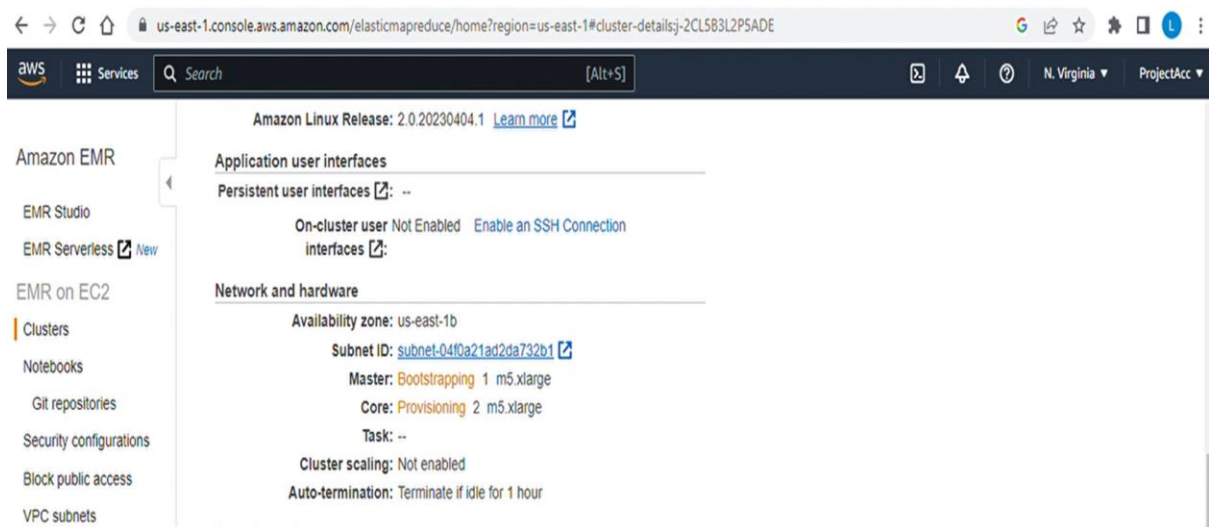 us-east-1.console.aws.amazon.com/elasticmapreduce/home?region=us-east-1#cluster-details:j-2CL5B3L2P5ADE
G
L
aws Services Search [Alt+S] N. Virginia ProjectAcc
Amazon Linux Release: 2.0.20230404.1 Learn more
Amazon EMR
EMR Studio
EMR Serverless New
EMR on EC2
Clusters
Notebooks
Git repositories
Security configurations
Block public access
VPC subnets
Application user interfaces
Persistent user interfaces : --
On-cluster user Not Enabled Enable an SSH Connection
interfaces :
Network and hardware
Availability zone: us-east-1b
Subnet ID: subnet-04f0a21ad2da732b1
Master: Bootstrapping 1 m5.xlarge
Core: Provisioning 2 m5.xlarge
Task: --
Cluster scaling: Not enabled
Auto-termination: Terminate if idle for 1 hour